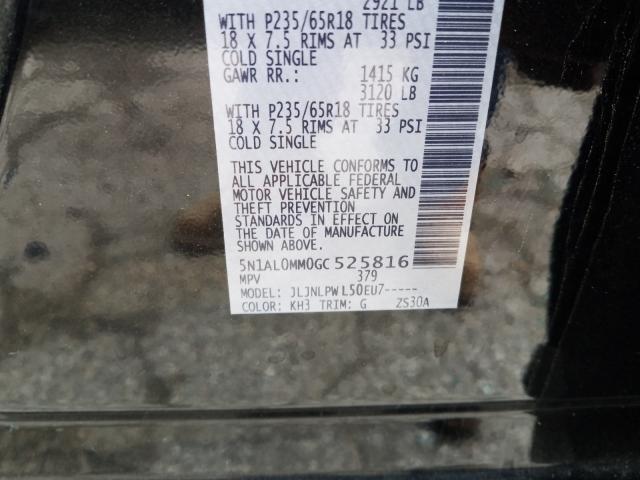 2921 LB
WITH P235/65R18 TIRES
18 X 7.5 RIMS AT 33 PSI
COLD SINGLE
GAWR RR.: 1415 KG
3120 LB
WITH P235/65R18 TIRES
18 X 7.5 RIMS AT 33 PSI
COLD SINGLE
THIS VEHICLE CONFORMS TO
ALL APPLICABLE FEDERAL
MOTOR VEHICLE SAFETY AND
THEFT PREVENTION
STANDARDS IN EFFECT ON
THE DATE OF MANUFACTURE
SHOWN ABOVE.
5N1AL0MM0GC525816
MPV 379
MODEL: JLJNLPWL50EU7-----
COLOR: KH3 TRIM: G ZS30A